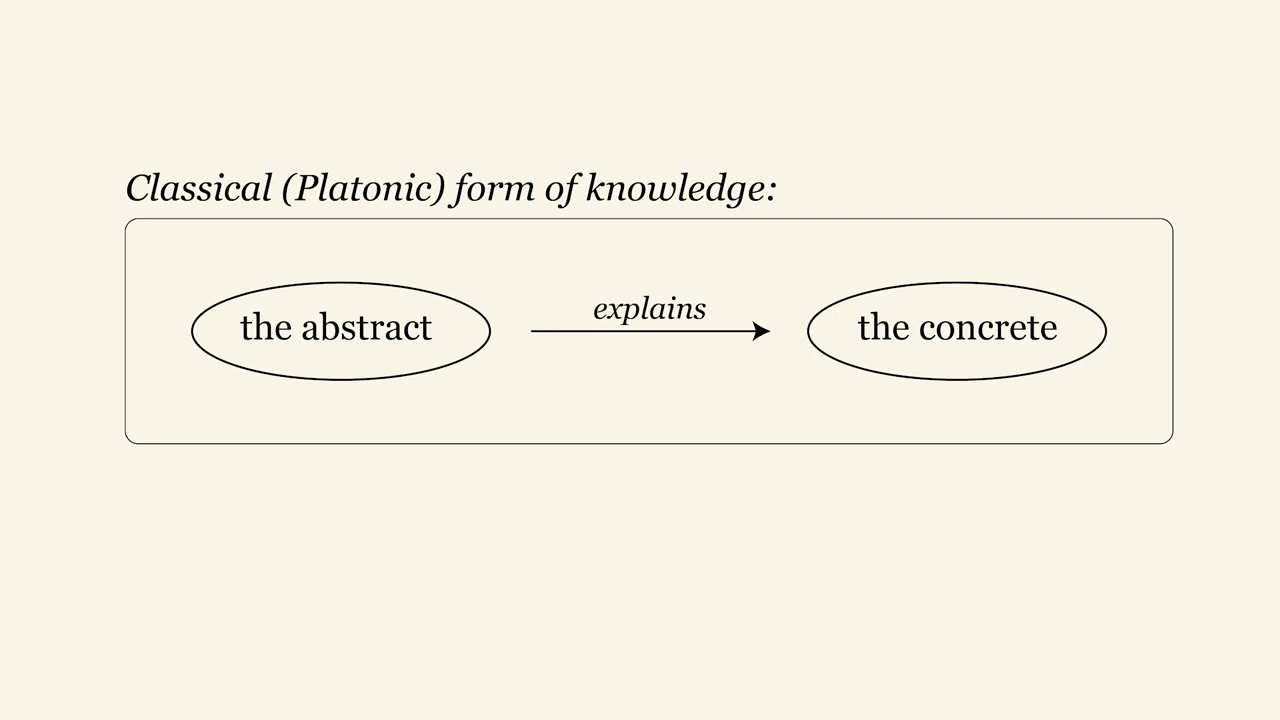 Classical (Platonic) form of knowledge:
explains
the abstract
the concrete